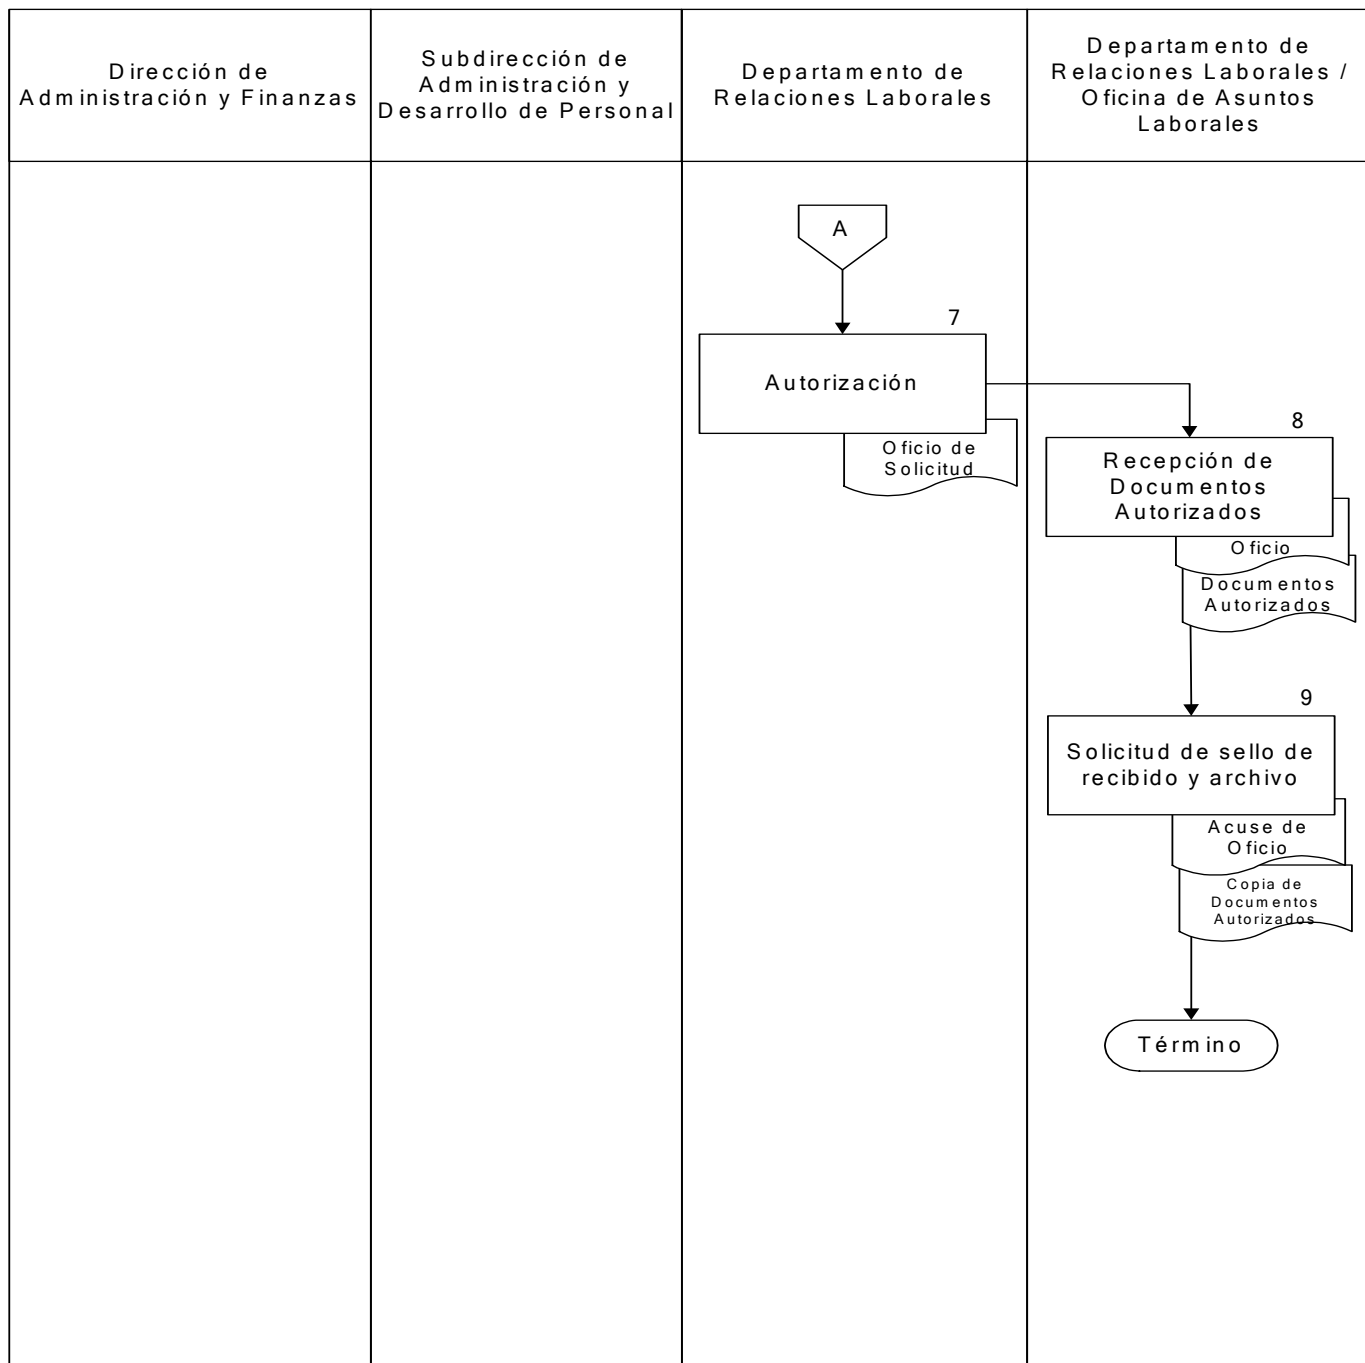 Dirección de
Administración y Finanzas
Subdirección de
Administración y
Desarrollo de Personal
Departamento de
Relaciones Laborales
Departamento de
Relaciones Laborales /
Oficina de Asuntos
Laborales
A
7
Autorización
Oficio de
Solicitud
8
Recepción de
Documentos
Autorizados
Oficio
Documentos
Autorizados
9
Solicitud de sello de
recibido y archivo
Acuse de
Oficio
Copia de
Documentos
Autorizados
Término